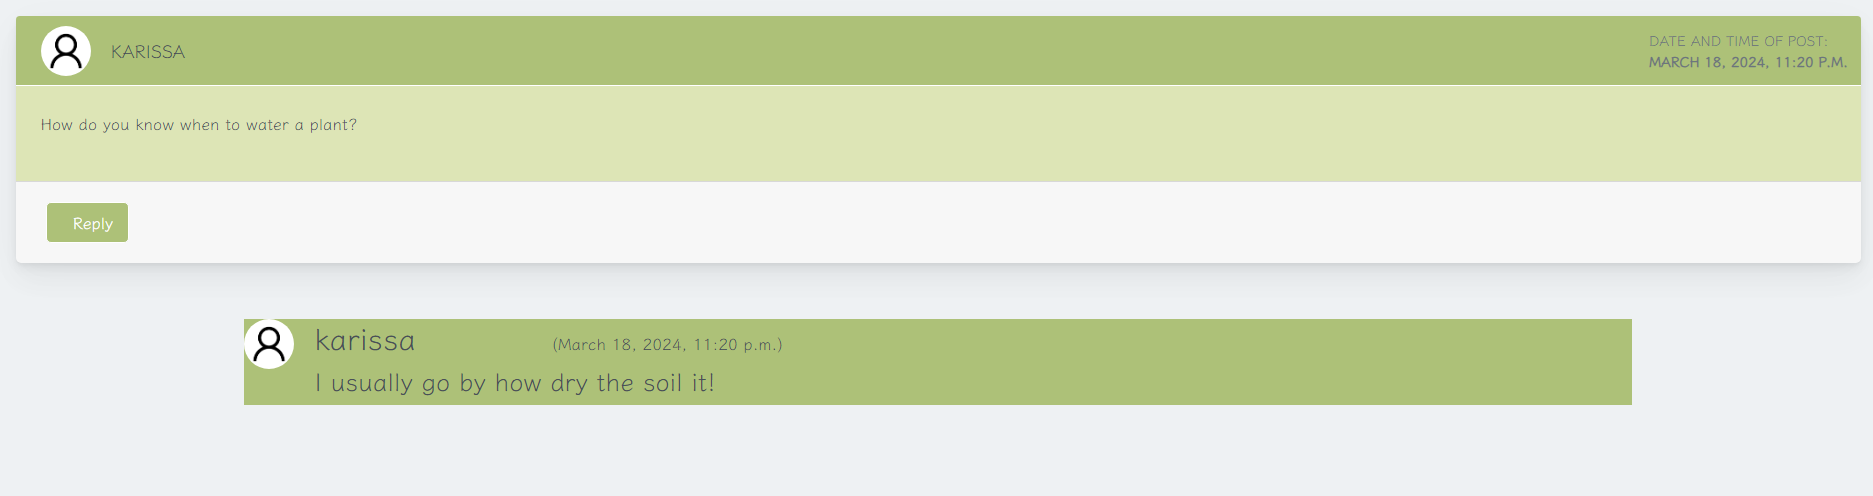 KARISSA
DATE AND TIME OF POST:
MARCH 18, 2024, 11:20 P.M.
How do you know when to water a plant?
Reply
karissa (March 18, 2024, 11:20 p.m.)
I usually go by how dry the soil it!